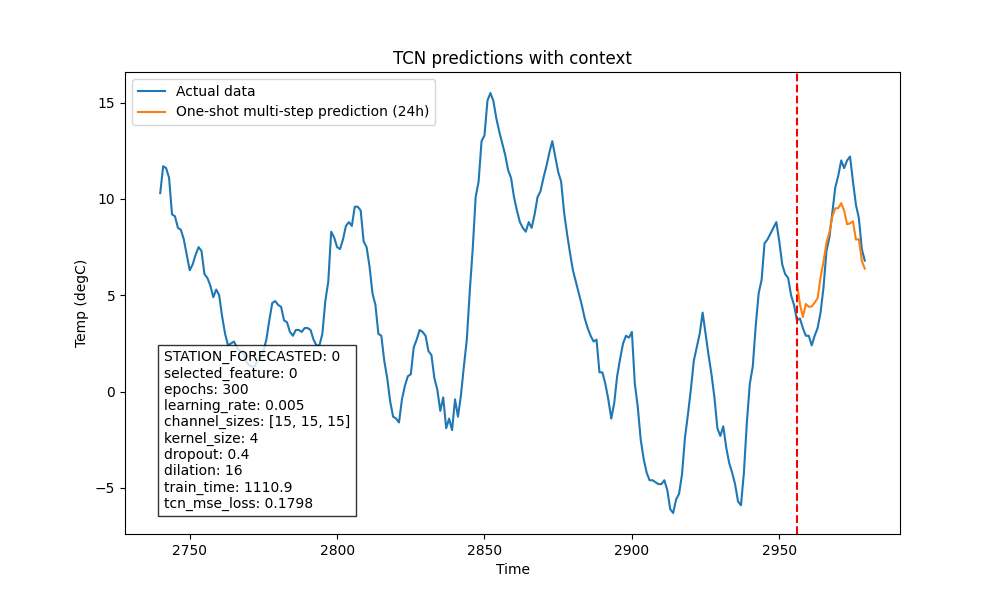 TCN predictions with context
Actual data
One-shot multi-step prediction (24h)
15
10
5
0
−5
Temp (degC)
STATION_FORECASTED: 0
selected_feature: 0
epochs: 300
learning_rate: 0.005
channel_sizes: [15, 15, 15]
kernel_size: 4
dropout: 0.4
dilation: 16
train_time: 1110.9
tcn_mse_loss: 0.1798
2750 2800 2850 2900 2950
Time